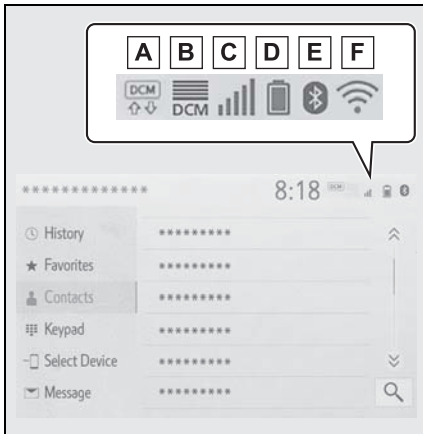 A B C D E F
DCM DCM
************* 8:18 DCM
History *********
Favorites *********
Contacts *********
Keypad *********
Select Device *********
Message *********